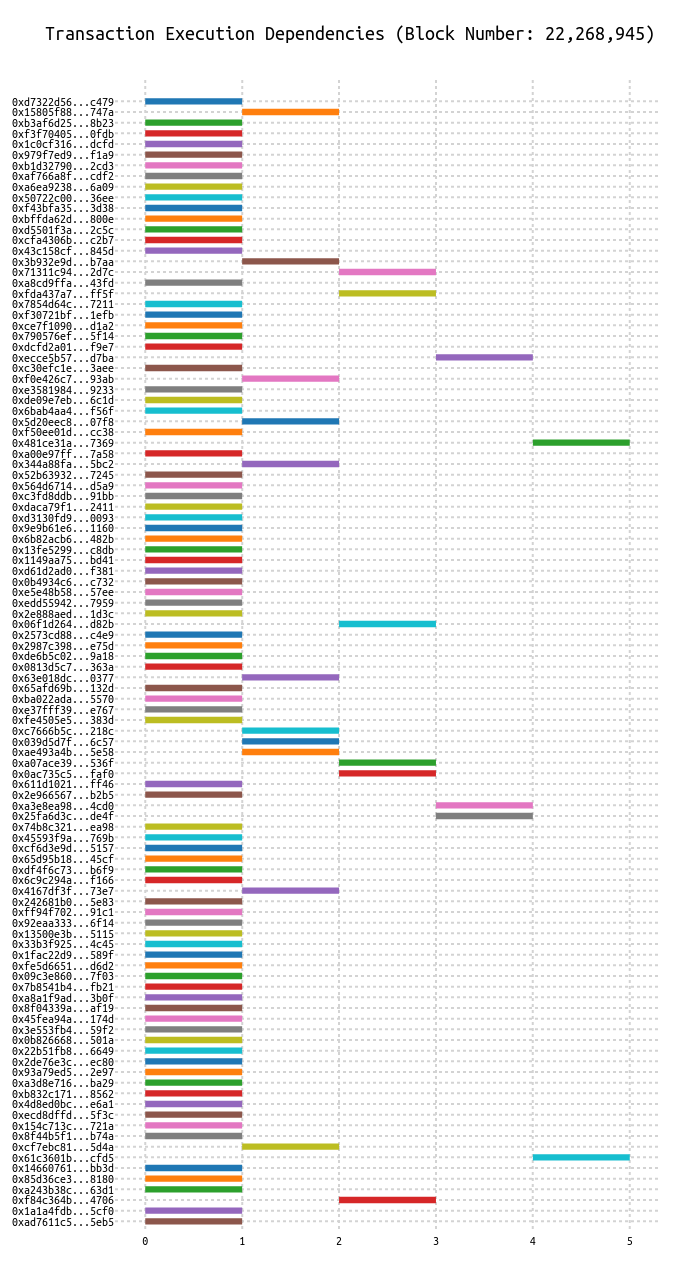 Transaction Execution Dependencies (Block Number: 22,268,945)
0xd7322d56...c479
0x15805f88...747a
0xb3af6d25...8b23
0xf3f70405...0fdb
0x1c0cf316...dcfd
0x979f7ed9...f1a9
0xb1d32790...2cd3
0xaf766a8f...cdf2
0xa6ea9238...6a09
0x50722c00...36ee
0xf43bfa35...3d38
0xbffda62d...800e
0xd5501f3a...2c5c
0xcfa4306b...c2b7
0x43c158cf...845d
0x3b932e9d...b7aa
0x71311c94...2d7c
0xa8cd9ffa...43fd
0xfda437a7...ff5f
0x7854d64c...7211
0xf30721bf...1efb
0xce7f1090...d1a2
0x790576ef...5f14
0xdcfd2a01...f9e7
0xecce5b57...d7ba
0xc30efc1e...3aee
0xf0e426c7...93ab
0xe3581984...9233
0xde09e7eb...6c1d
0x6bab4aa4...f56f
0x5d20eec8...07f8
0xf50ee01d...cc38
0x481ce31a...7369
0xa00e97ff...7a58
0x344a88fa...5bc2
0x52b63932...7245
0x564d6714...d5a9
0xc3fd8ddb...91bb
0xdaca79f1...2411
0xd3130fd9...0093
0x9e9b61e6...1160
0x6b82acb6...482b
0x13fe5299...c8db
0x1149aa75...bd41
0xd61d2ad0...f381
0x0b4934c6...c732
0xe5e48b58...57ee
0xedd55942...7959
0x2e888aed...1d3c
0x06f1d264...d82b
0x2573cd88...c4e9
0x2987c398...e75d
0xde6b5c02...9a18
0x0813d5c7...363a
0x63e018dc...0377
0x65afd69b...132d
0xba022ada...5570
0xe37fff39...e767
0xfe4505e5...383d
0xc7666b5c...218c
0x039d5d7f...6c57
0xae493a4b...5e58
0xa07ace39...536f
0x0ac735c5...faf0
0x611d1021...ff46
0x2e966567...b2b5
0xa3e8ea98...4cd0
0x25fa6d3c...de4f
0x74b8c321...ea98
0x45593f9a...769b
0xcf6d3e9d...5157
0x65d95b18...45cf
0xdf4f6c73...b6f9
0x6c9c294a...f166
0x4167df3f...73e7
0x242681b0...5e83
0xff94f702...91c1
0x92eaa333...6f14
0x13500e3b...5115
0x33b3f925...4c45
0x1fac22d9...589f
0xfe5d6651...d6d2
0x09c3e860...7f03
0x7b8541b4...fb21
0xa8a1f9ad...3b0f
0x8f04339a...af19
0x45fea94a...174d
0x3e553fb4...59f2
0x0b826668...501a
0x22b51fb8...6649
0x2de76e3c...ec80
0x93a79ed5...2e97
0xa3d8e716...ba29
0xb832c171...8562
0x4d8ed0bc...e6a1
0xecd8dffd...5f3c
0x154c713c...721a
0x8f44b5f1...b74a
0xcf7ebc81...5d4a
0x61c3601b...cfd5
0x14660761...bb3d
0x85d36ce3...8180
0xa243b38c...63d1
0xf84c364b...4706
0x1a1a4fdb...5cf0
0xad7611c5...5eb5
0 1 2 3 4 5